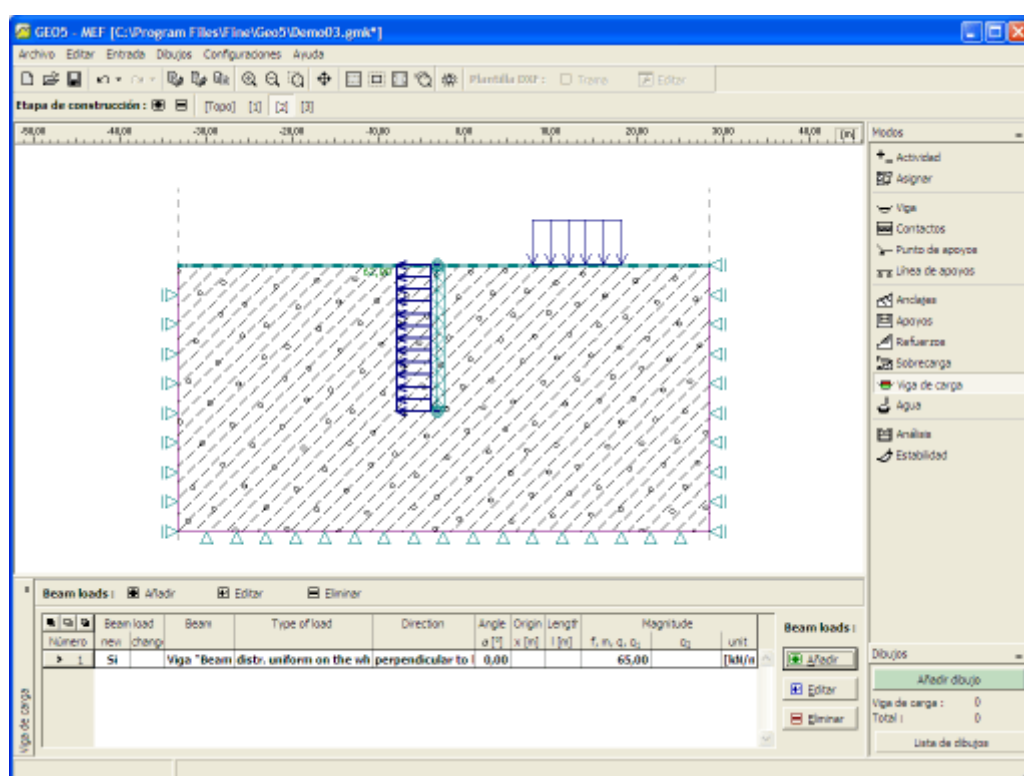 GEO5 - MEF [C:\Program Files\Fine\Geo5\Demo03.gmk*]
Archivo Editar Entrada Dibujos Configuraciones Ayuda
Plantilla DXF : Editar
Etapa de construcción : [Topo] [1] [2] [3]
-50,00 -40,00 -30,00 -20,00 -10,00 0,00 10,00 20,00 30,00 40,00 [m]
Modos
Actividad
Asignar
Viga
Contactos
Punto de apoyos
Línea de apoyos
Anclajes
Apoyos
Refuerzos
Sobrecarga
Viga de carga
Agua
Análisis
Estabilidad
Beam loads : Añadir Editar Eliminar
Beam load Beam Type of load Direction Angle Origin Length Magnitude
Número new chang α [°] x [m] l [m] f, m, q, q₁ q₂ unit
1 Sí Viga "Beam distr. uniform on the wh perpendicular to l 0,00 65,00 [kN/m
Viga de carga
Beam loads :
Añadir
Editar
Eliminar
Dibujos
Añadir dibujo
Viga de carga : 0
Total : 0
Lista de dibujos